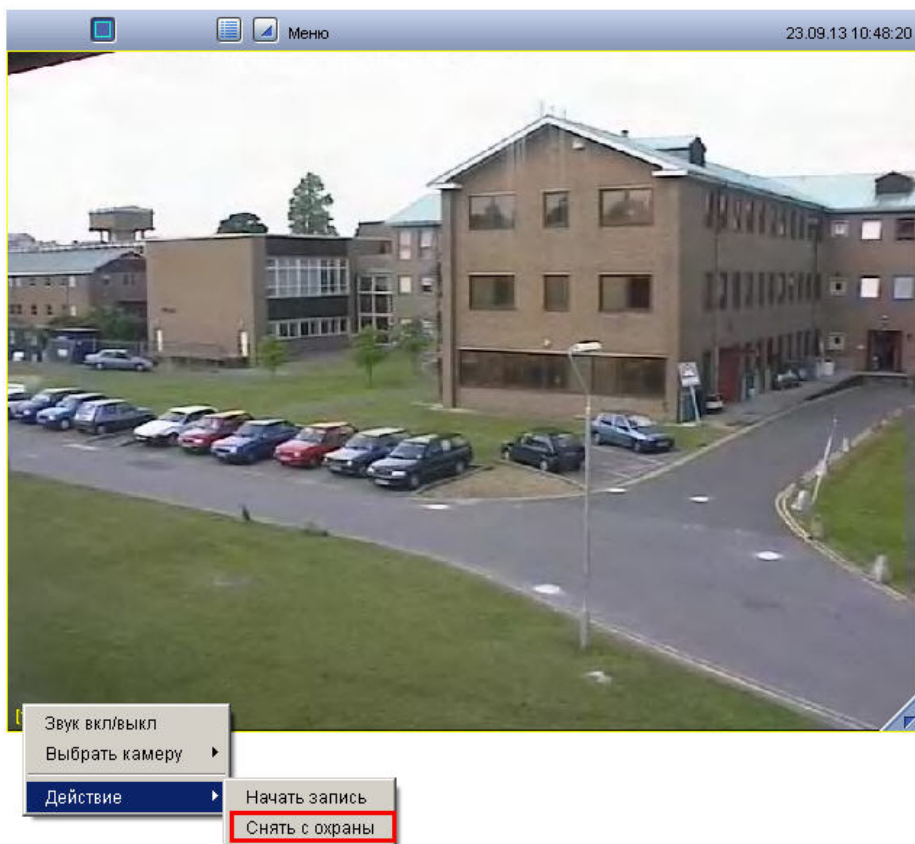 Меню
23.09.13 10:48:20
Звук вкл/выкл
Выбрать камеру
Действие
Начать запись
Снять с охраны